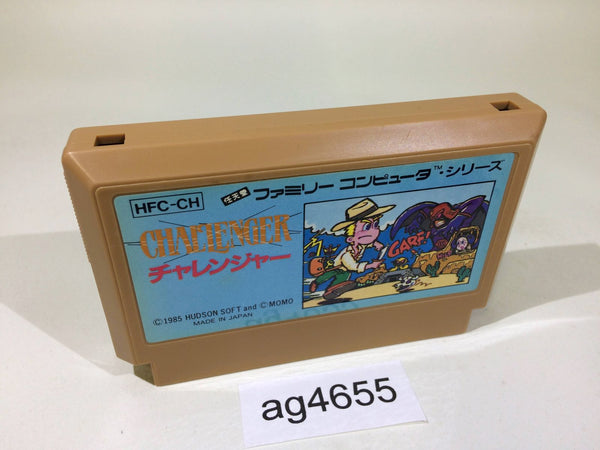 HFC-CH
任天堂 ファミリー コンピュータ™・シリーズ
CHALLENGER
チャレンジャー
GARR!
©1985 HUDSON SOFT and ©MOMO
MADE IN JAPAN
ag4655